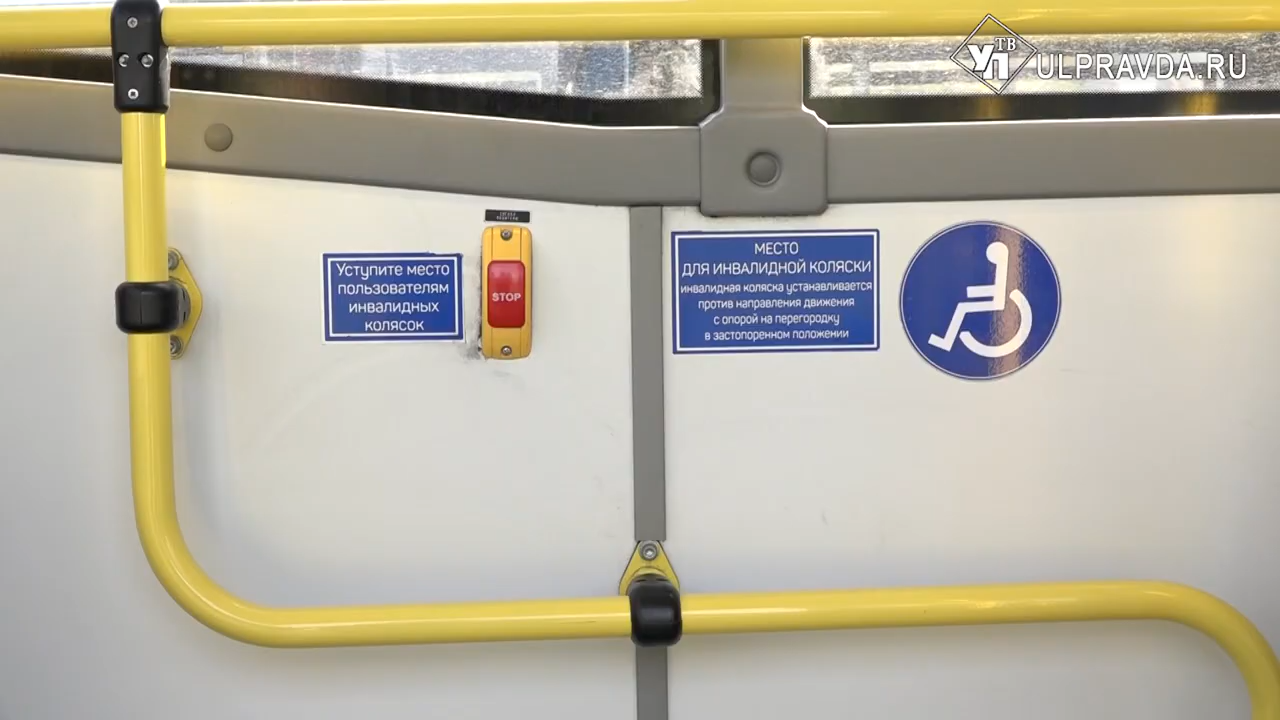 УП ТВ ULPRAVDA.RU
Уступите место
пользователям
инвалидных
колясок
STOP
МЕСТО
ДЛЯ ИНВАЛИДНОЙ КОЛЯСКИ
инвалидная коляска устанавливается
против направления движения
с опорой на перегородку
в застопоренном положении